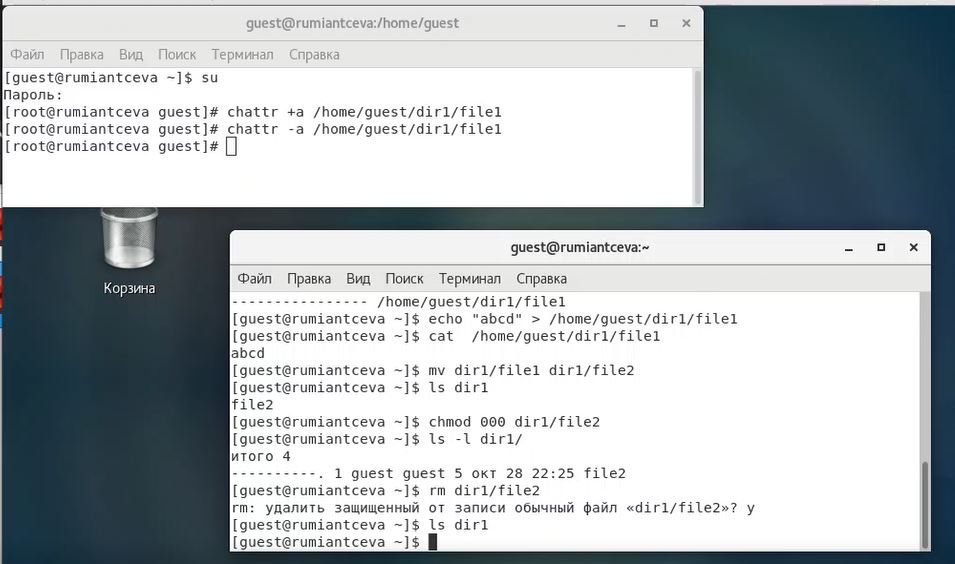 guest@rumiantceva:/home/guest
Файл Правка Вид Поиск Терминал Справка
[guest@rumiantceva ~]$ su
Пароль:
[root@rumiantceva guest]# chattr +a /home/guest/dir1/file1
[root@rumiantceva guest]# chattr -a /home/guest/dir1/file1
[root@rumiantceva guest]#
Корзина
guest@rumiantceva:~
Файл Правка Вид Поиск Терминал Справка
---------------- /home/guest/dir1/file1
[guest@rumiantceva ~]$ echo "abcd" > /home/guest/dir1/file1
[guest@rumiantceva ~]$ cat  /home/guest/dir1/file1
abcd
[guest@rumiantceva ~]$ mv dir1/file1 dir1/file2
[guest@rumiantceva ~]$ ls dir1
file2
[guest@rumiantceva ~]$ chmod 000 dir1/file2
[guest@rumiantceva ~]$ ls -l dir1/
итого 4
----------. 1 guest guest 5 окт 28 22:25 file2
[guest@rumiantceva ~]$ rm dir1/file2
rm: удалить защищенный от записи обычный файл «dir1/file2»? y
[guest@rumiantceva ~]$ ls dir1
[guest@rumiantceva ~]$